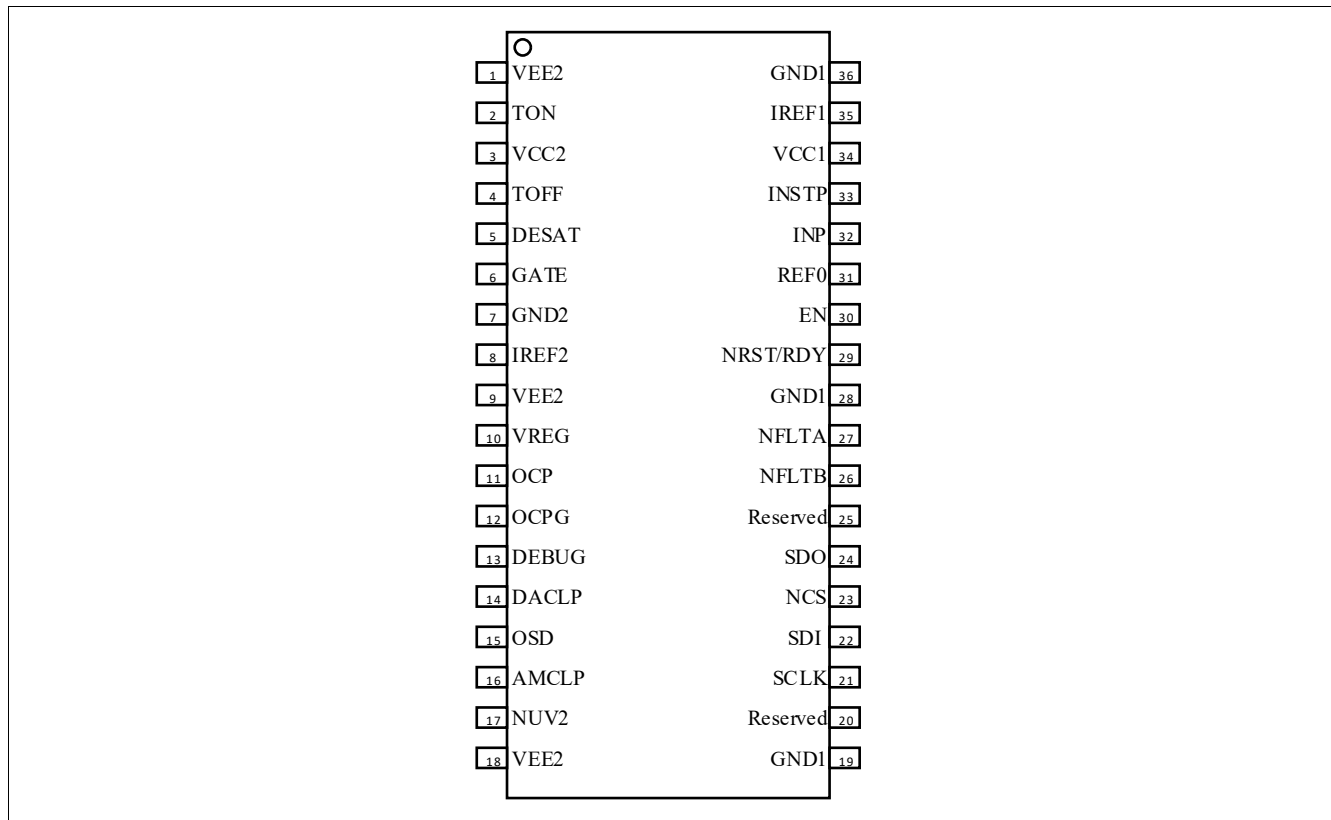 1 VEE2 GND1 36
2 TON IREF1 35
3 VCC2 VCC1 34
4 TOFF INSTP 33
5 DESAT INP 32
6 GATE REF0 31
7 GND2 EN 30
8 IREF2 NRST/RDY 29
9 VEE2 GND1 28
10 VREG NFLTA 27
11 OCP NFLTB 26
12 OCPG Reserved 25
13 DEBUG SDO 24
14 DACLP NCS 23
15 OSD SDI 22
16 AMCLP SCLK 21
17 NUV2 Reserved 20
18 VEE2 GND1 19